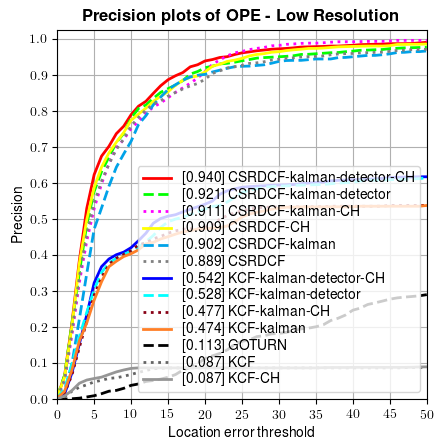 Precision plots of OPE - Low Resolution
1.0
0.9
0.8
0.7
0.6
0.5
0.4
0.3
0.2
0.1
0.0
Precision
[0.940] CSRDCF-kalman-detector-CH
[0.921] CSRDCF-kalman-detector
[0.911] CSRDCF-kalman-CH
[0.909] CSRDCF-CH
[0.902] CSRDCF-kalman
[0.889] CSRDCF
[0.542] KCF-kalman-detector-CH
[0.528] KCF-kalman-detector
[0.477] KCF-kalman-CH
[0.474] KCF-kalman
[0.113] GOTURN
[0.087] KCF
[0.087] KCF-CH
0 5 10 15 20 25 30 35 40 45 50
Location error threshold